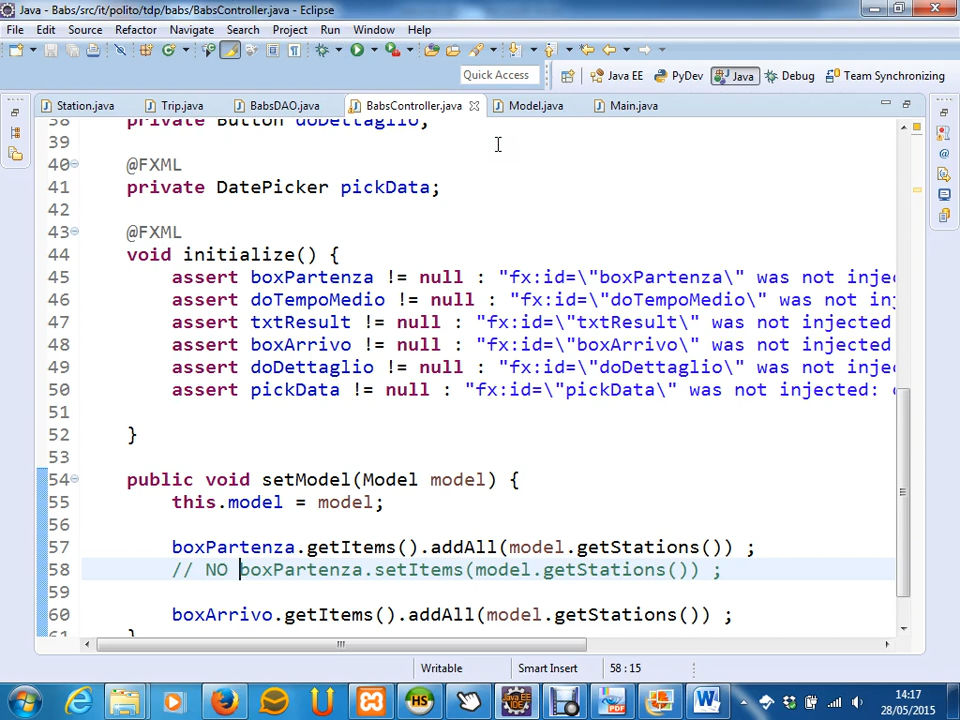 Java - Babs/src/it/polito/tdp/babs/BabsController.java - Eclipse
File Edit Source Refactor Navigate Search Project Run Window Help
Quick Access Java EE PyDev Java Debug Team Synchronizing
Station.java Trip.java BabsDAO.java BabsController.java Model.java Main.java
38 private Button doDettaglio;
39
40 @FXML
41 private DatePicker pickData;
42
43 @FXML
44 void initialize() {
45 assert boxPartenza != null : "fx:id=\"boxPartenza\" was not inje
46 assert doTempoMedio != null : "fx:id=\"doTempoMedio\" was not in
47 assert txtResult != null : "fx:id=\"txtResult\" was not injected
48 assert boxArrivo != null : "fx:id=\"boxArrivo\" was not injected
49 assert doDettaglio != null : "fx:id=\"doDettaglio\" was not inje
50 assert pickData != null : "fx:id=\"pickData\" was not injected:
51
52 }
53
54 public void setModel(Model model) {
55 this.model = model;
56
57 boxPartenza.getItems().addAll(model.getStations()) ;
58 // NO boxPartenza.setItems(model.getStations()) ;
59
60 boxArrivo.getItems().addAll(model.getStations()) ;
61 }
Writable Smart Insert 58 : 15
14:17
28/05/2015